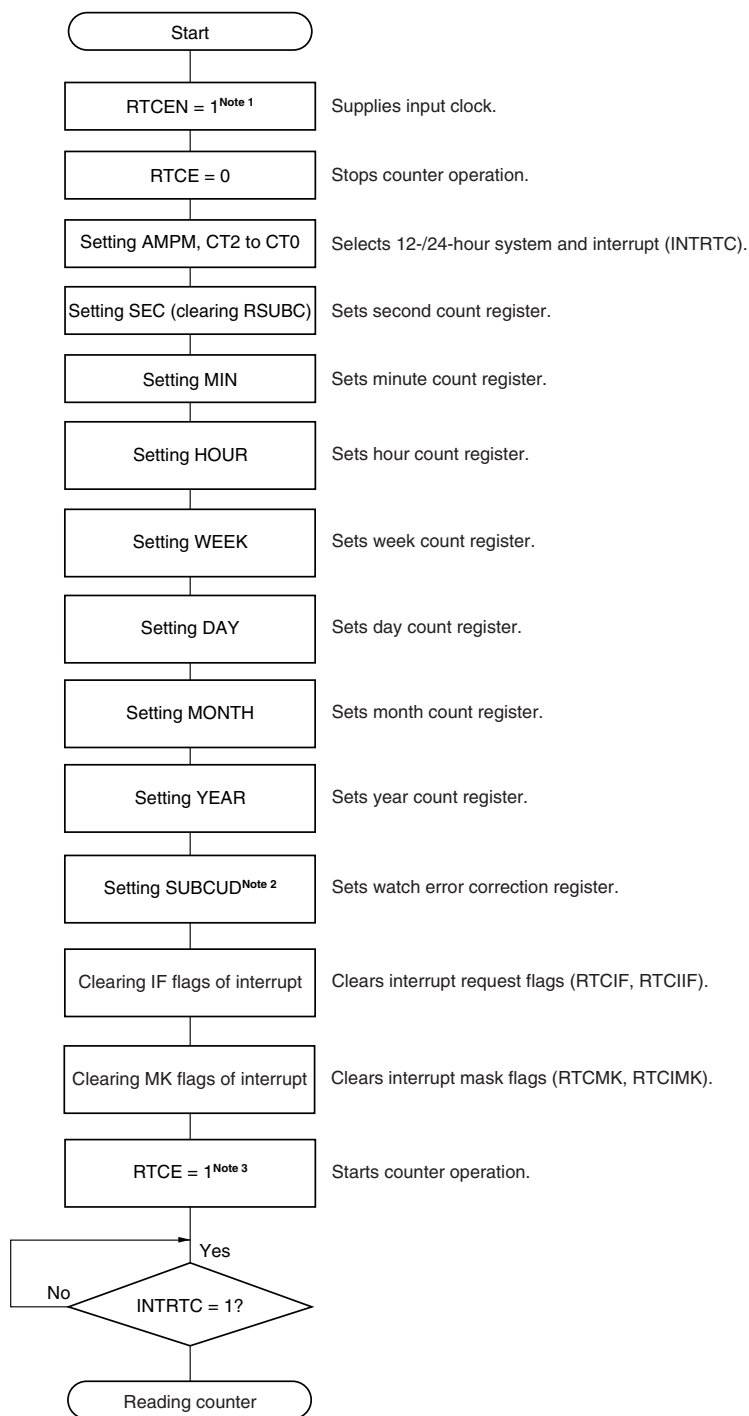 Start
RTCEN = 1Note 1 Supplies input clock.
RTCE = 0 Stops counter operation.
Setting AMPM, CT2 to CT0 Selects 12-/24-hour system and interrupt (INTRTC).
Setting SEC (clearing RSUBC) Sets second count register.
Setting MIN Sets minute count register.
Setting HOUR Sets hour count register.
Setting WEEK Sets week count register.
Setting DAY Sets day count register.
Setting MONTH Sets month count register.
Setting YEAR Sets year count register.
Setting SUBCUDNote 2 Sets watch error correction register.
Clearing IF flags of interrupt Clears interrupt request flags (RTCIF, RTCIIF).
Clearing MK flags of interrupt Clears interrupt mask flags (RTCMK, RTCIMK).
RTCE = 1Note 3 Starts counter operation.
Yes
No
INTRTC = 1?
Reading counter